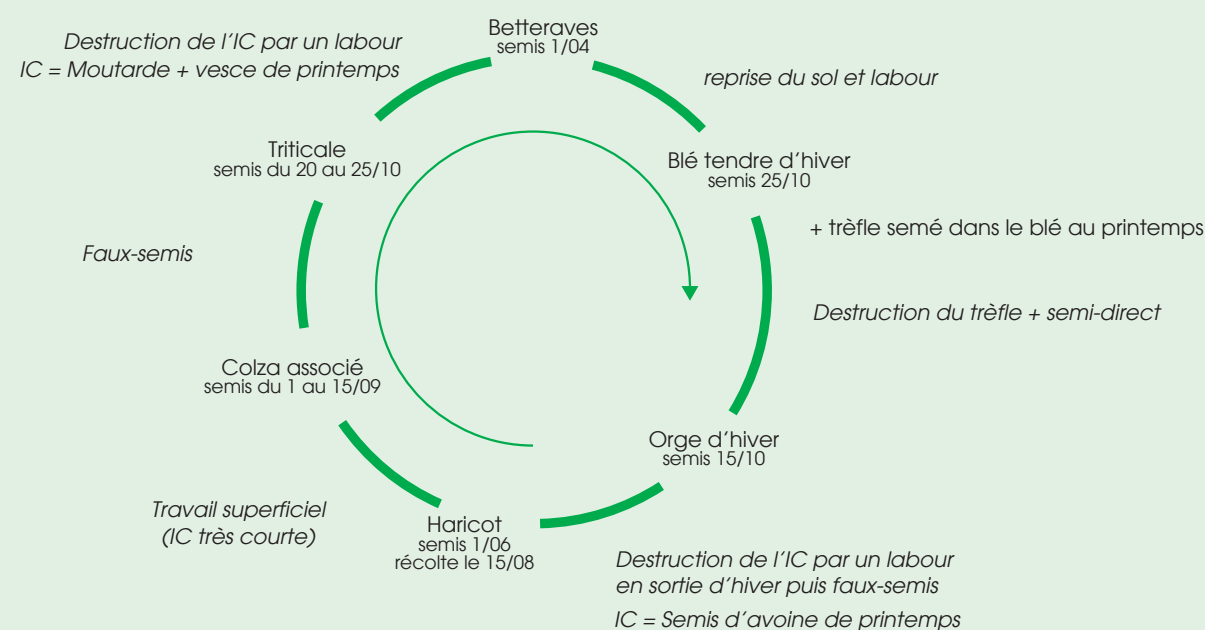 Betteraves
semis 1/04
reprise du sol et labour
Blé tendre d'hiver
semis 25/10
+ trèfle semé dans le blé au printemps
Destruction du trèfle + semi-direct
Orge d'hiver
semis 15/10
Destruction de l'IC par un labour
en sortie d'hiver puis faux-semis
IC = Semis d'avoine de printemps
Haricot
semis 1/06
récolte le 15/08
Travail superficiel
(IC très courte)
Colza associé
semis du 1 au 15/09
Faux-semis
Triticale
semis du 20 au 25/10
Destruction de l'IC par un labour
IC = Moutarde + vesce de printemps